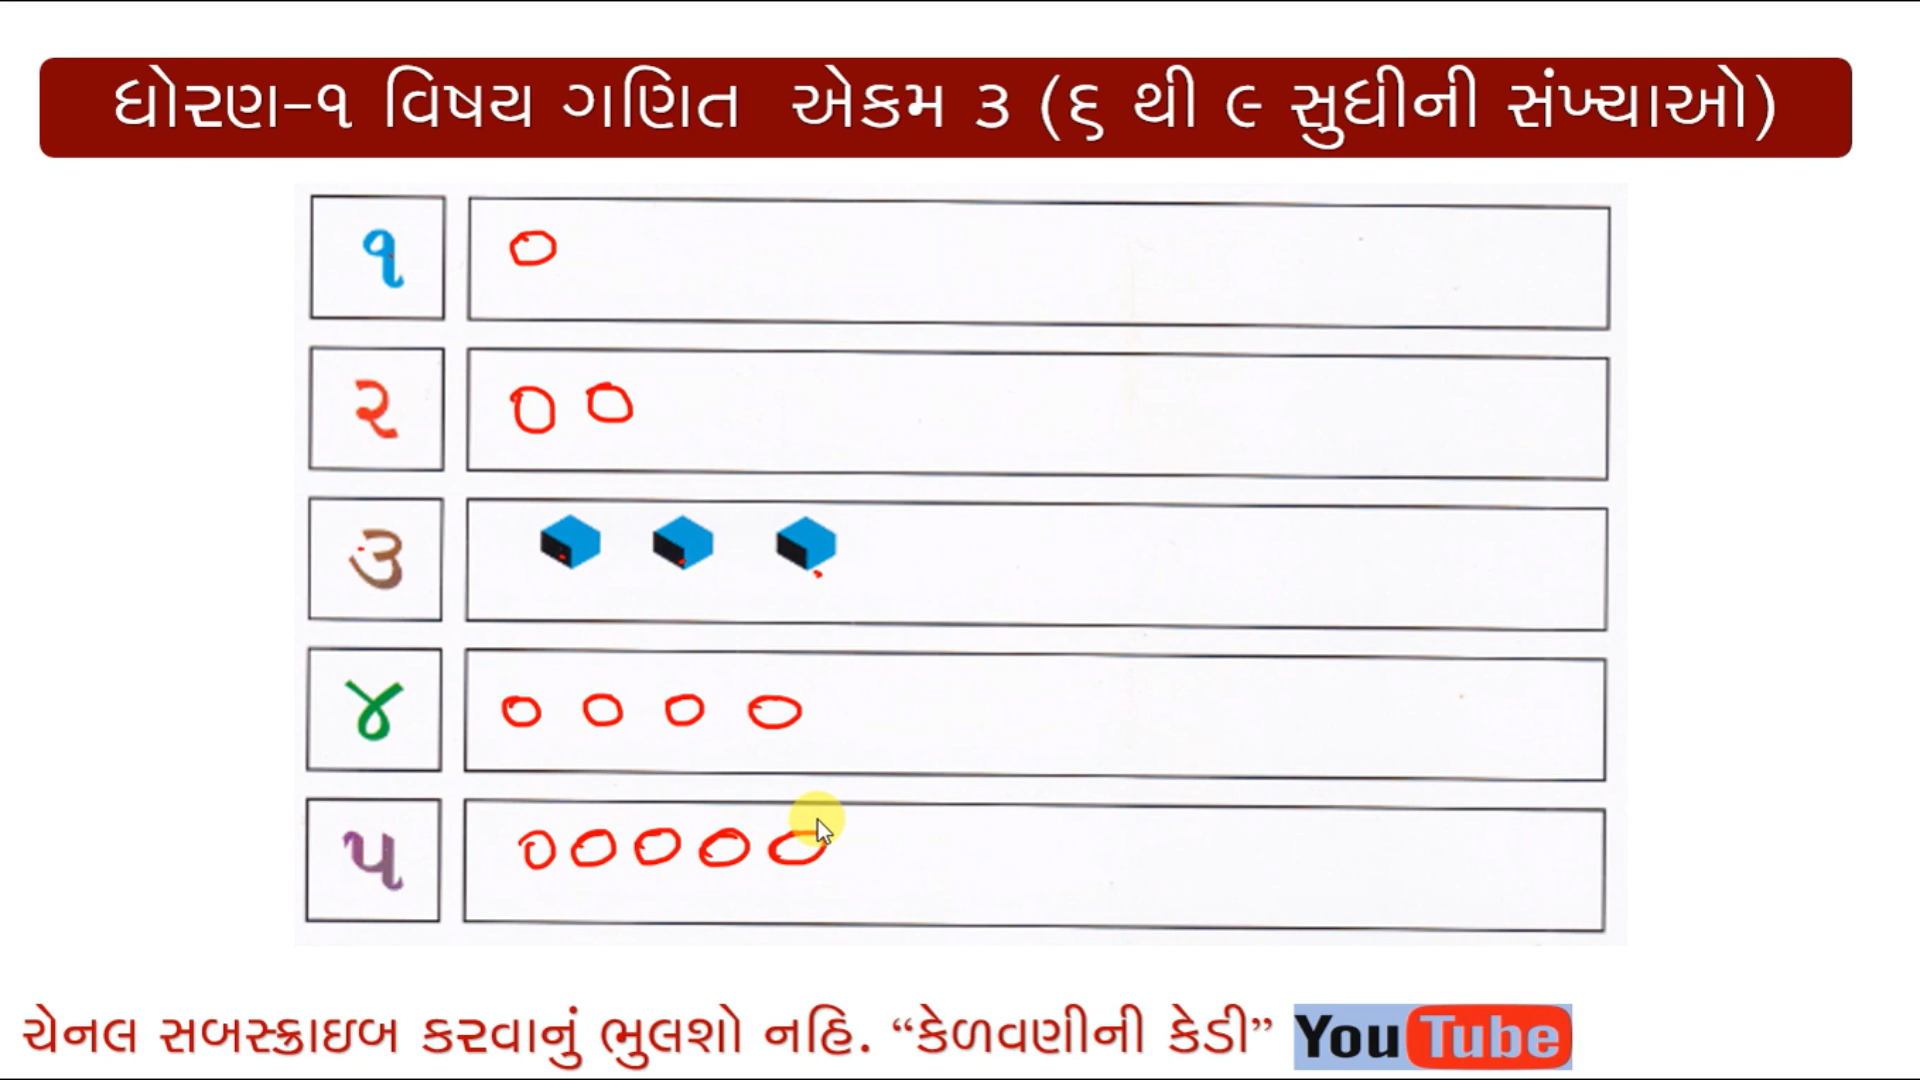 ધોરણ-૧ વિષય ગણિત એકમ ૩ (૬ થી ૯ સુધીની સંખ્યાઓ)
૧
૨
૩
૪
૫
ચેનલ સબસ્ક્રાઇબ કરવાનું ભુલશો નહિ. “કેળવણીની કેડી” YouTube